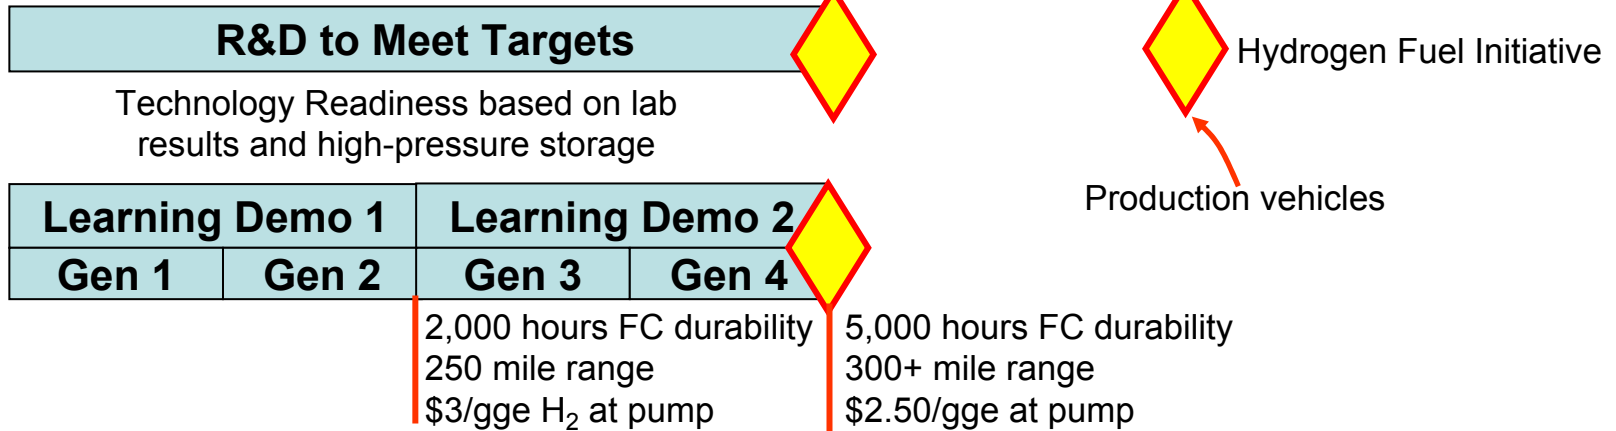 R&D to Meet Targets
Hydrogen Fuel Initiative
Technology Readiness based on lab
results and high-pressure storage
Production vehicles
Learning Demo 1
Learning Demo 2
Gen 1
Gen 2
Gen 3
Gen 4
2,000 hours FC durability
250 mile range
$3/gge H₂ at pump
5,000 hours FC durability
300+ mile range
$2.50/gge at pump